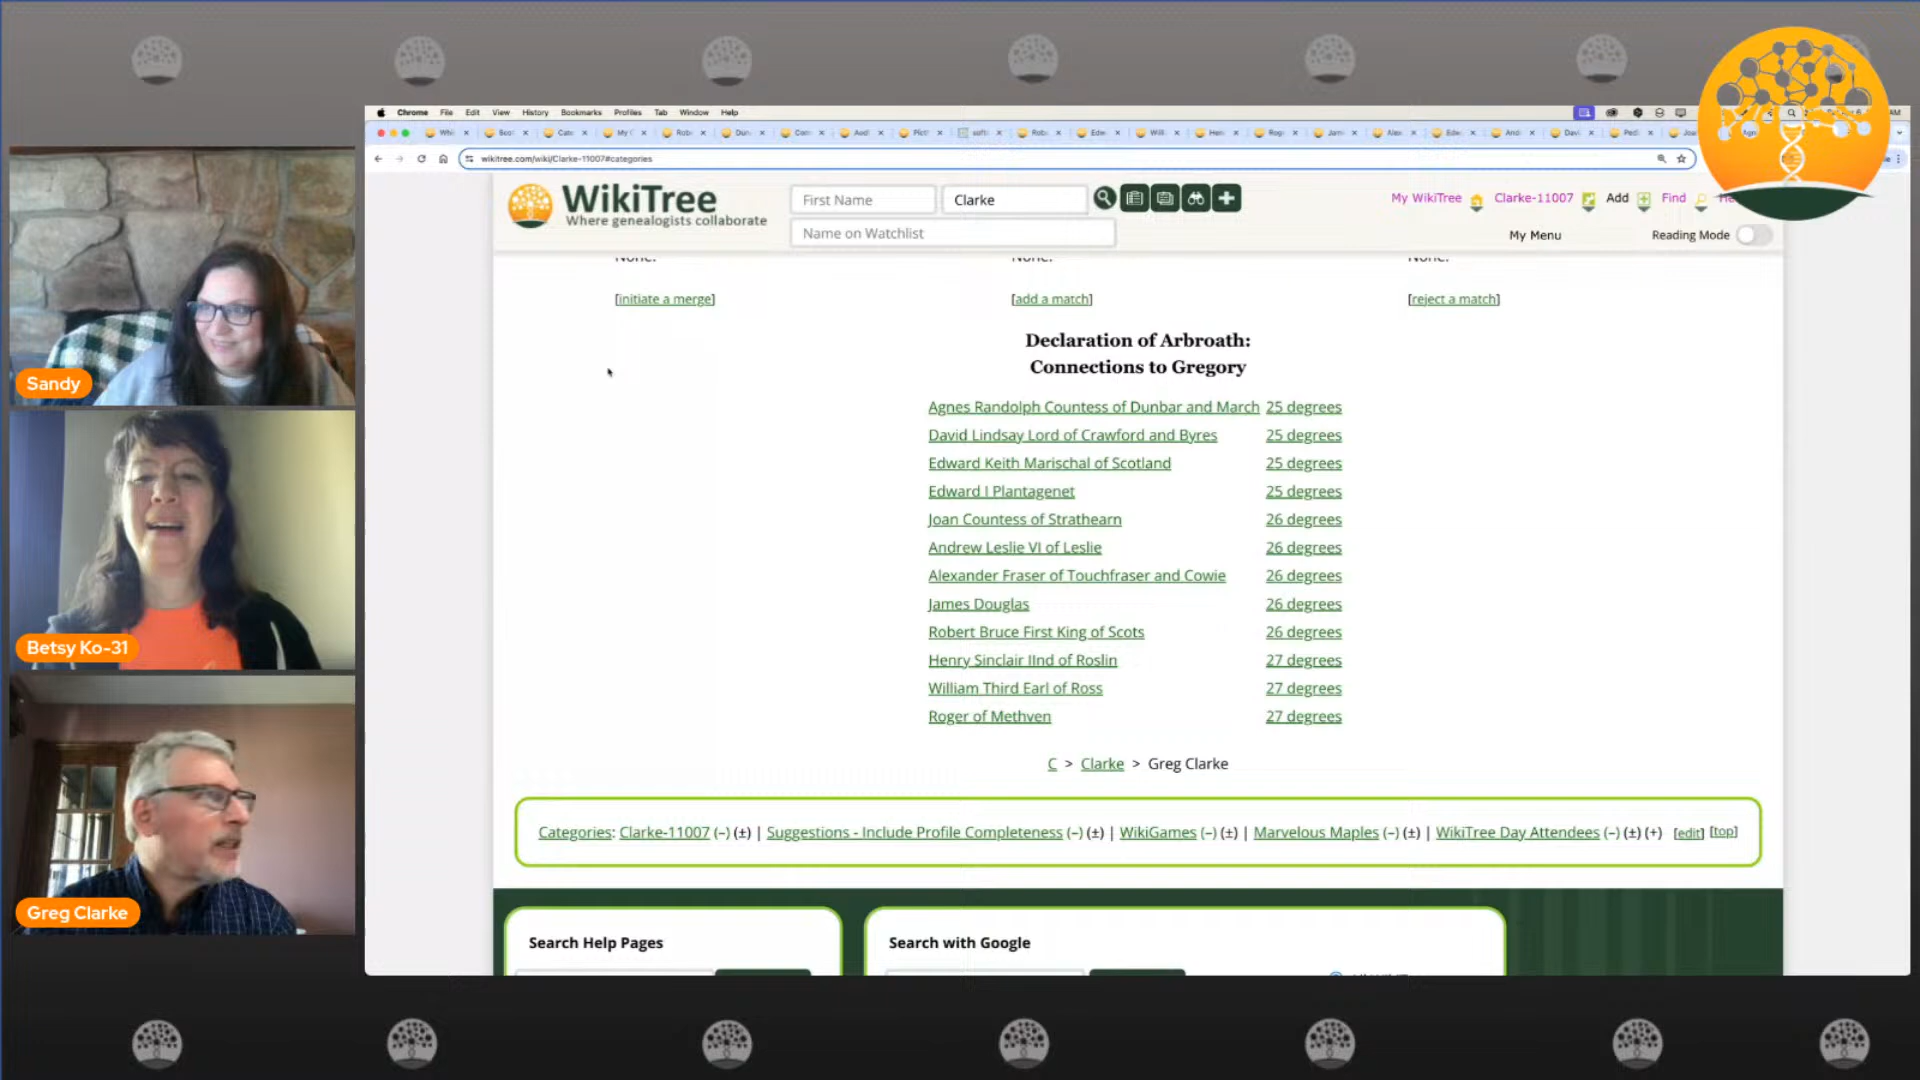 Chrome File Edit View History Bookmarks Profiles Tab Window Help
wikitree.com/wiki/Clarke-11007#categories
WikiTree
Where genealogists collaborate
First Name
Clarke
Name on Watchlist
My WikiTree Clarke-11007 Add Find
My Menu
Reading Mode
None. None. None.
[initiate a merge] [add a match] [reject a match]
Declaration of Arbroath:
Connections to Gregory
Agnes Randolph Countess of Dunbar and March 25 degrees
David Lindsay Lord of Crawford and Byres 25 degrees
Edward Keith Marischal of Scotland 25 degrees
Edward I Plantagenet 25 degrees
Joan Countess of Strathearn 26 degrees
Andrew Leslie VI of Leslie 26 degrees
Alexander Fraser of Touchfraser and Cowie 26 degrees
James Douglas 26 degrees
Robert Bruce First King of Scots 26 degrees
Henry Sinclair IInd of Roslin 27 degrees
William Third Earl of Ross 27 degrees
Roger of Methven 27 degrees
C > Clarke > Greg Clarke
Categories: Clarke-11007 (−) (±) | Suggestions - Include Profile Completeness (−) (±) | WikiGames (−) (±) | Marvelous Maples (−) (±) | WikiTree Day Attendees (−) (±) (+) [edit] [top]
Search Help Pages
Search with Google
Sandy
Betsy Ko-31
Greg Clarke